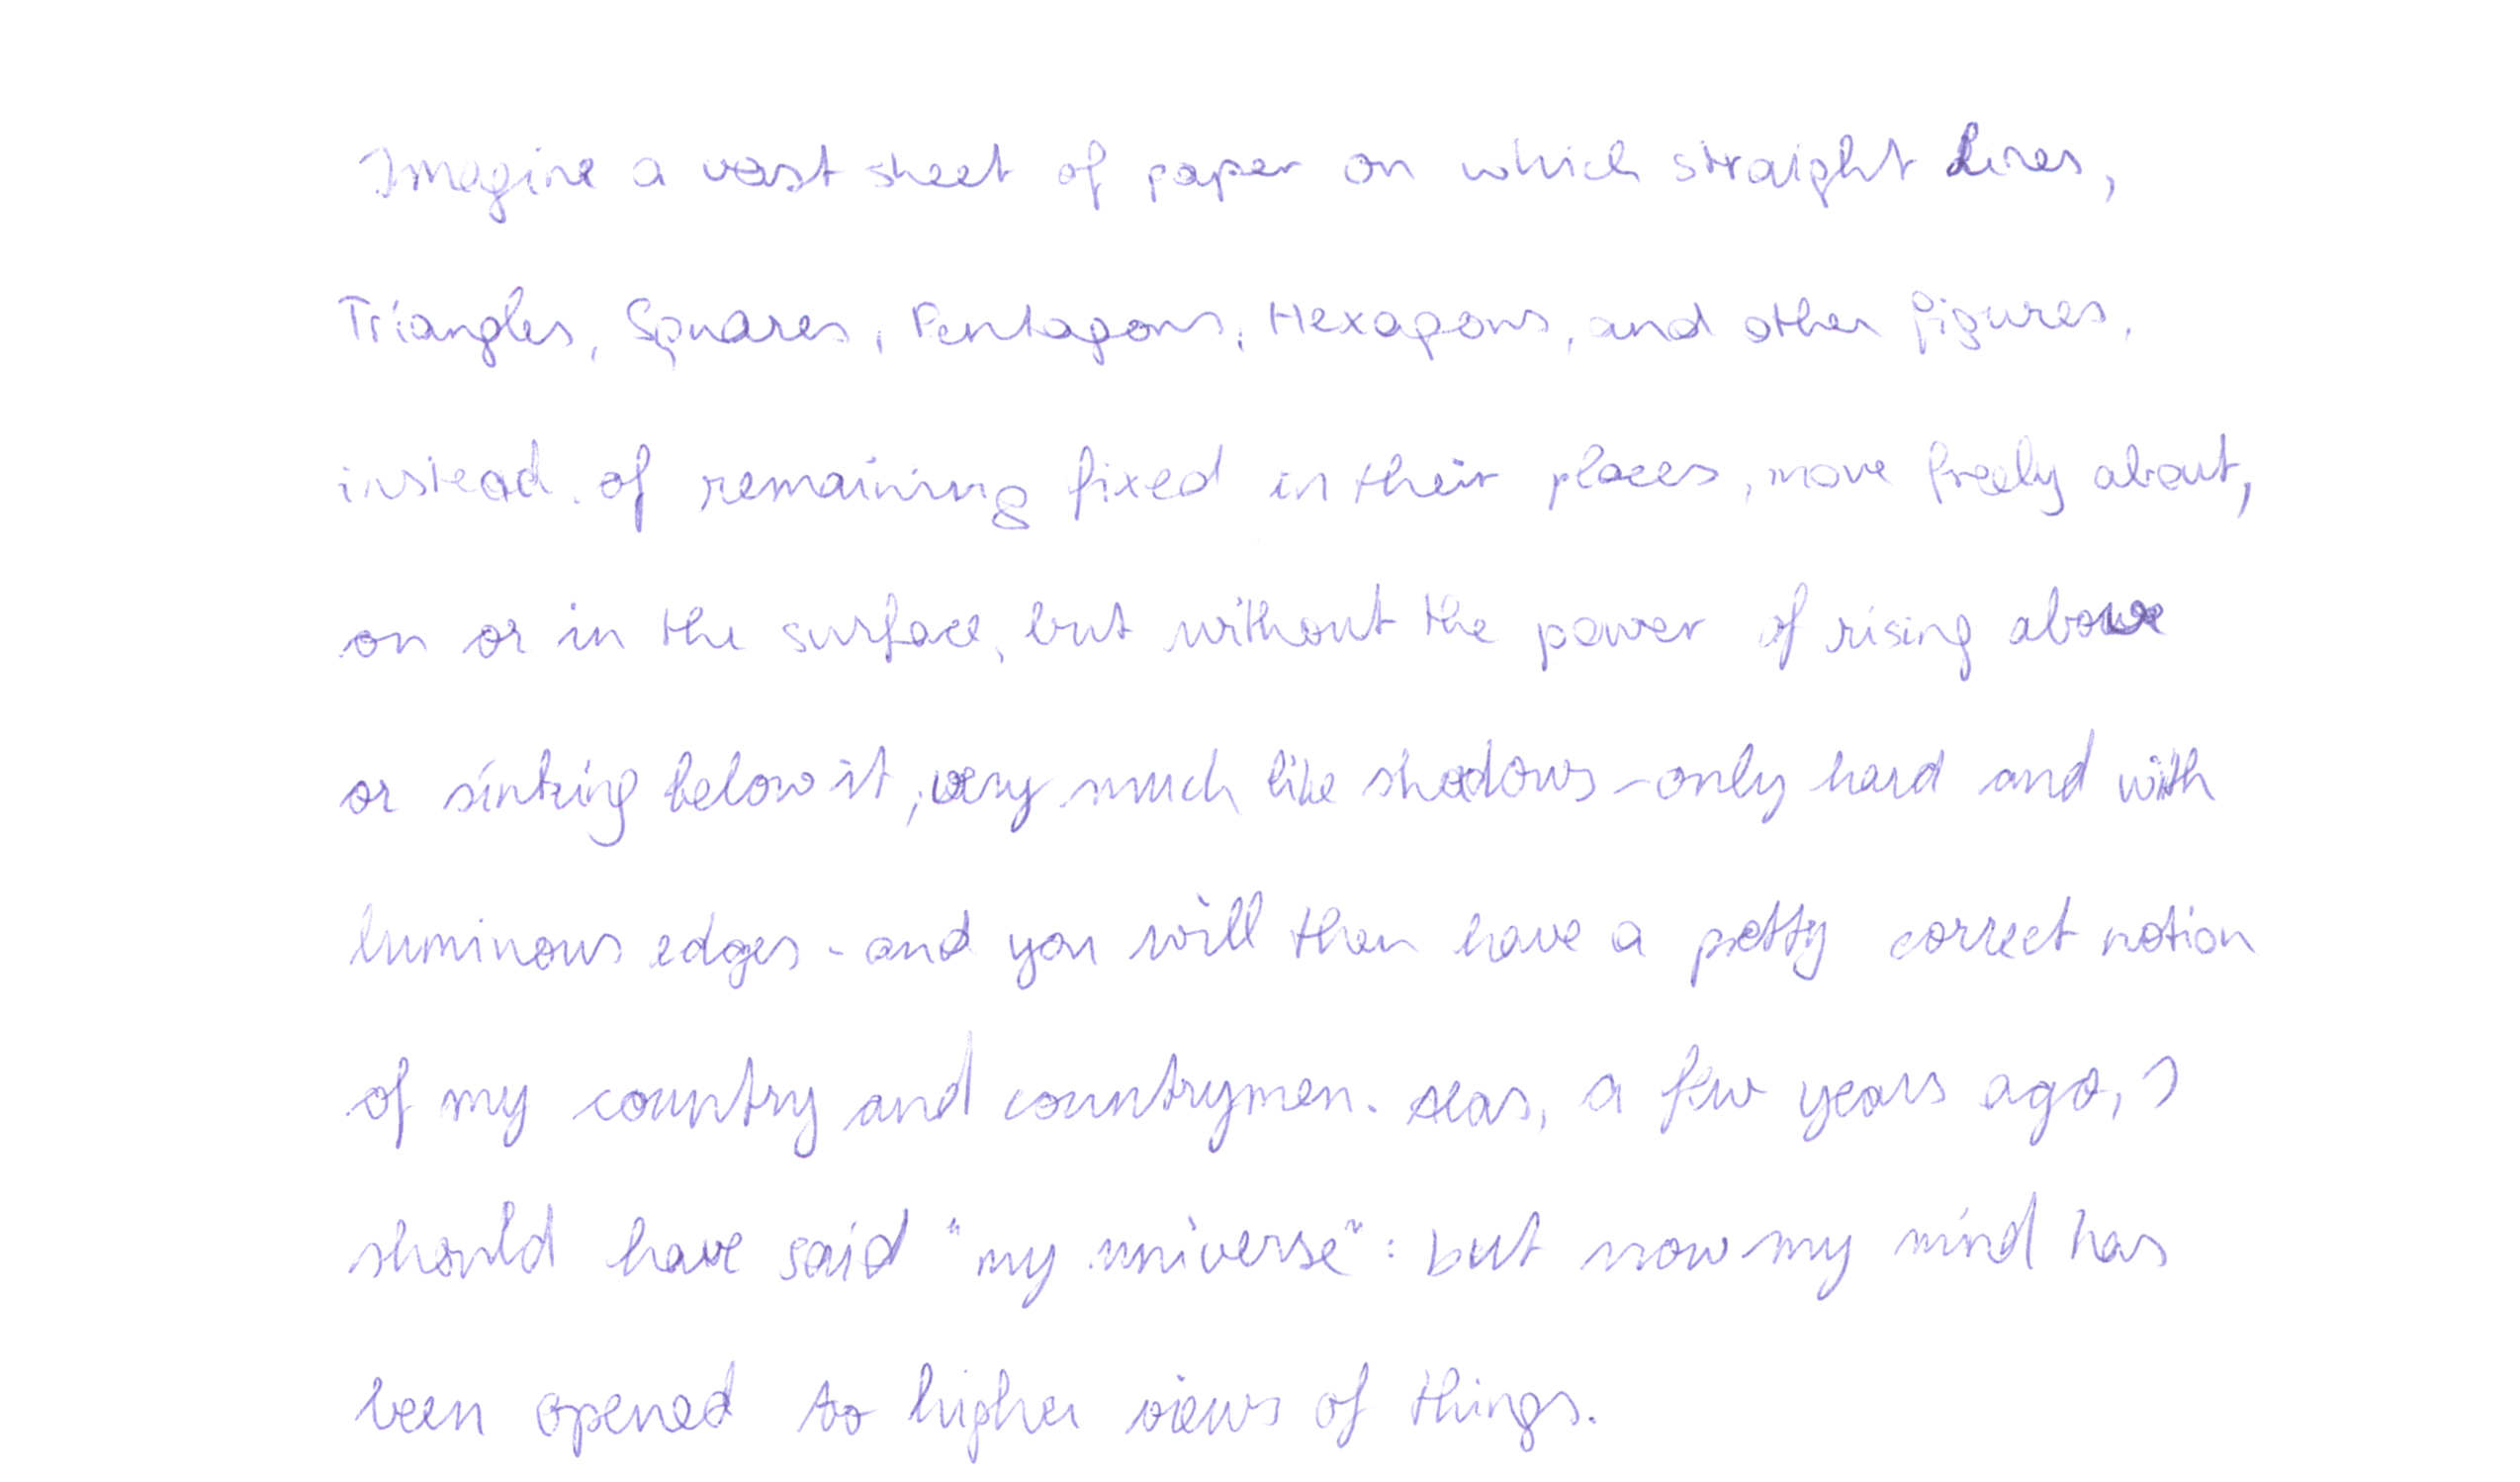 Imagine a vast sheet of paper on which straight lines,
Triangles, Squares, Pentagons, Hexagons, and other figures,
instead of remaining fixed in their places, move freely about,
on or in the surface, but without the power of rising above
or sinking below it, very much like shadows - only hard and with
luminous edges - and you will then have a pretty correct notion
of my country and countrymen. Alas, a few years ago, I
should have said "my universe": but now my mind has
been opened to higher views of things.